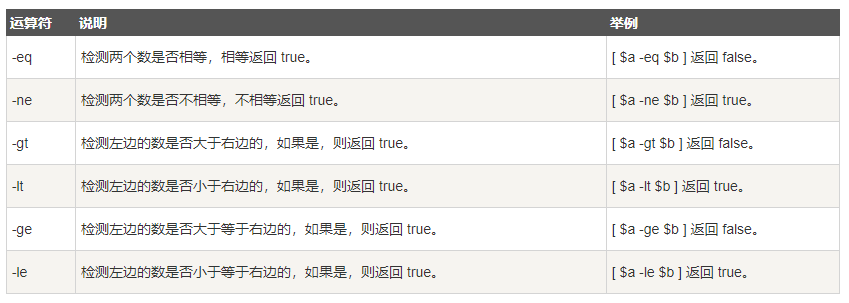 运算符 说明 举例
-eq 检测两个数是否相等，相等返回 true。 [ $a -eq $b ] 返回 false。
-ne 检测两个数是否不相等，不相等返回 true。 [ $a -ne $b ] 返回 true。
-gt 检测左边的数是否大于右边的，如果是，则返回 true。 [ $a -gt $b ] 返回 false。
-lt 检测左边的数是否小于右边的，如果是，则返回 true。 [ $a -lt $b ] 返回 true。
-ge 检测左边的数是否大于等于右边的，如果是，则返回 true。 [ $a -ge $b ] 返回 false。
-le 检测左边的数是否小于等于右边的，如果是，则返回 true。 [ $a -le $b ] 返回 true。